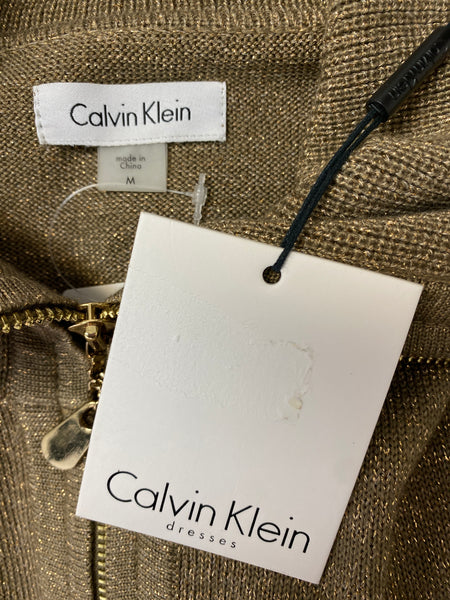 Calvin Klein
made in
China
M
Calvin Klein
dresses